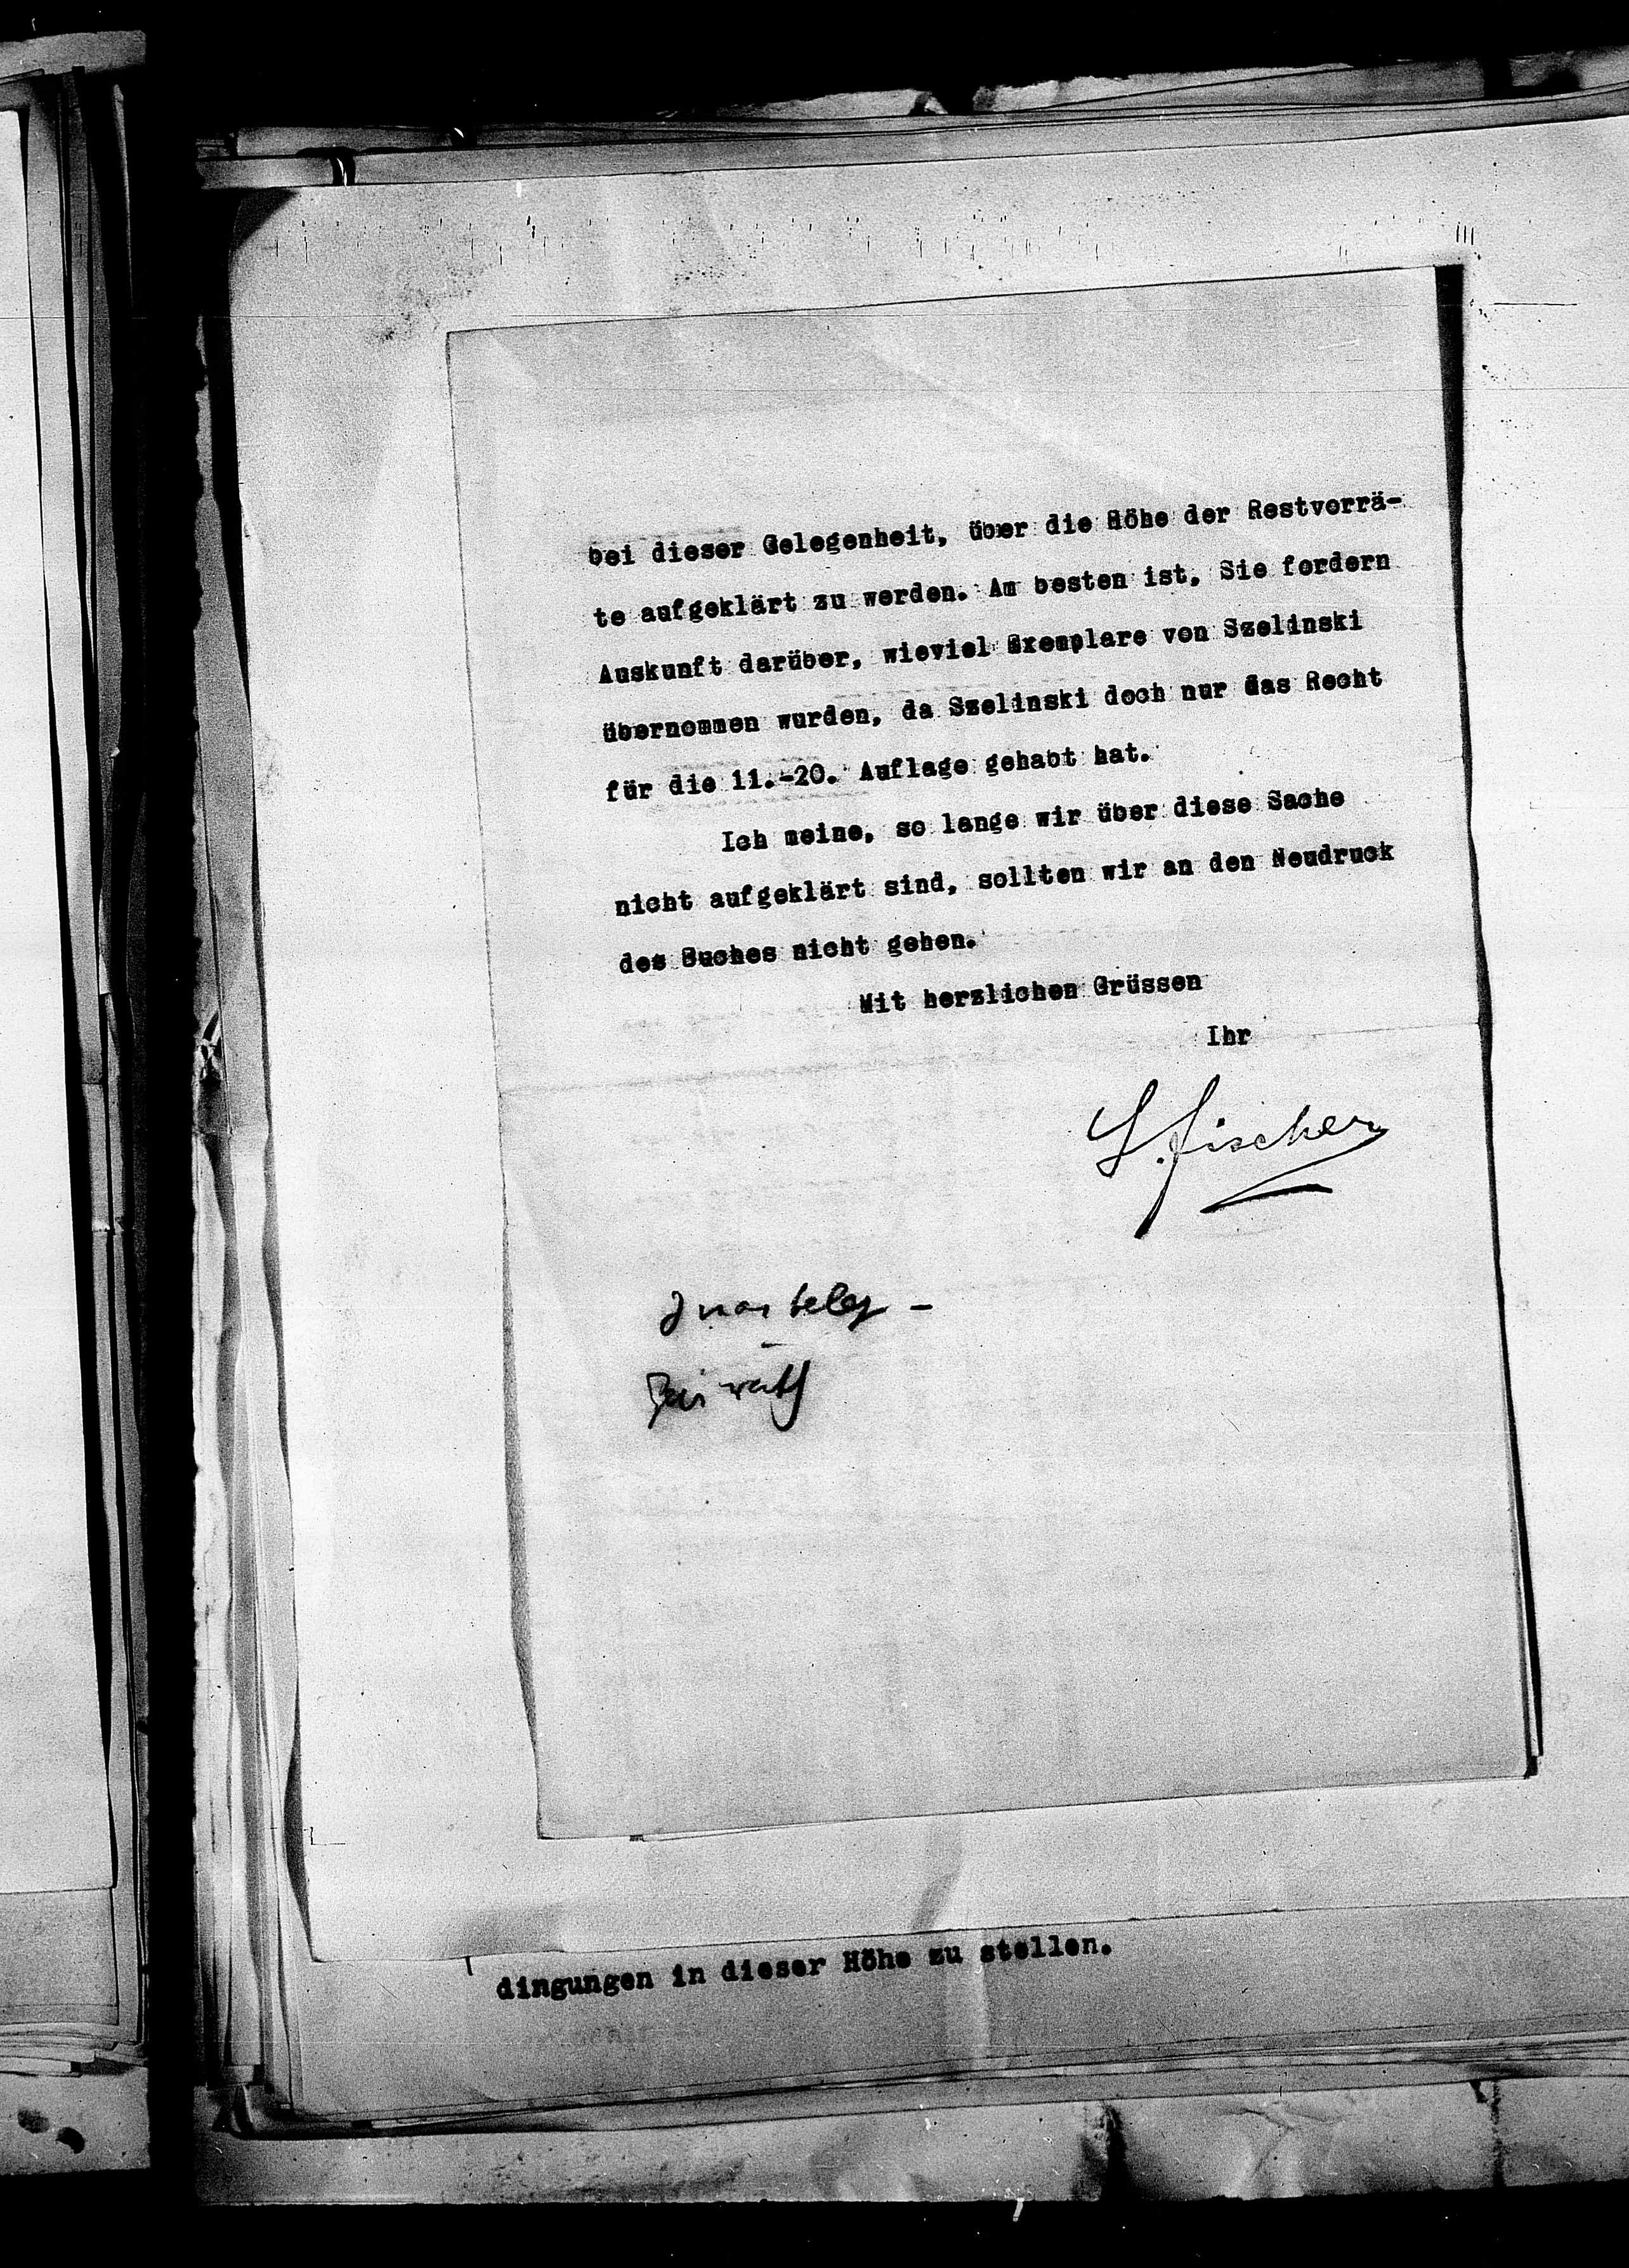 bei dieser Gelegenheit, über die Höhe der Restvorrä-
te aufgeklärt zu werden. Am besten ist, Sie fordern
Auskunft darüber, wieviel Exemplare von Szelinski
übernommen wurden, da Szelinski doch nur das Recht
für die 11.-20. Auflage gehabt hat.
Ich meine, so lange wir über diese Sache
nicht aufgeklärt sind, sollten wir an den Neudruck
des Buches nicht gehen.
Mit herzlichen Grüssen
Ihr
S. Fischer
dingungen in dieser Höhe zu stellen.